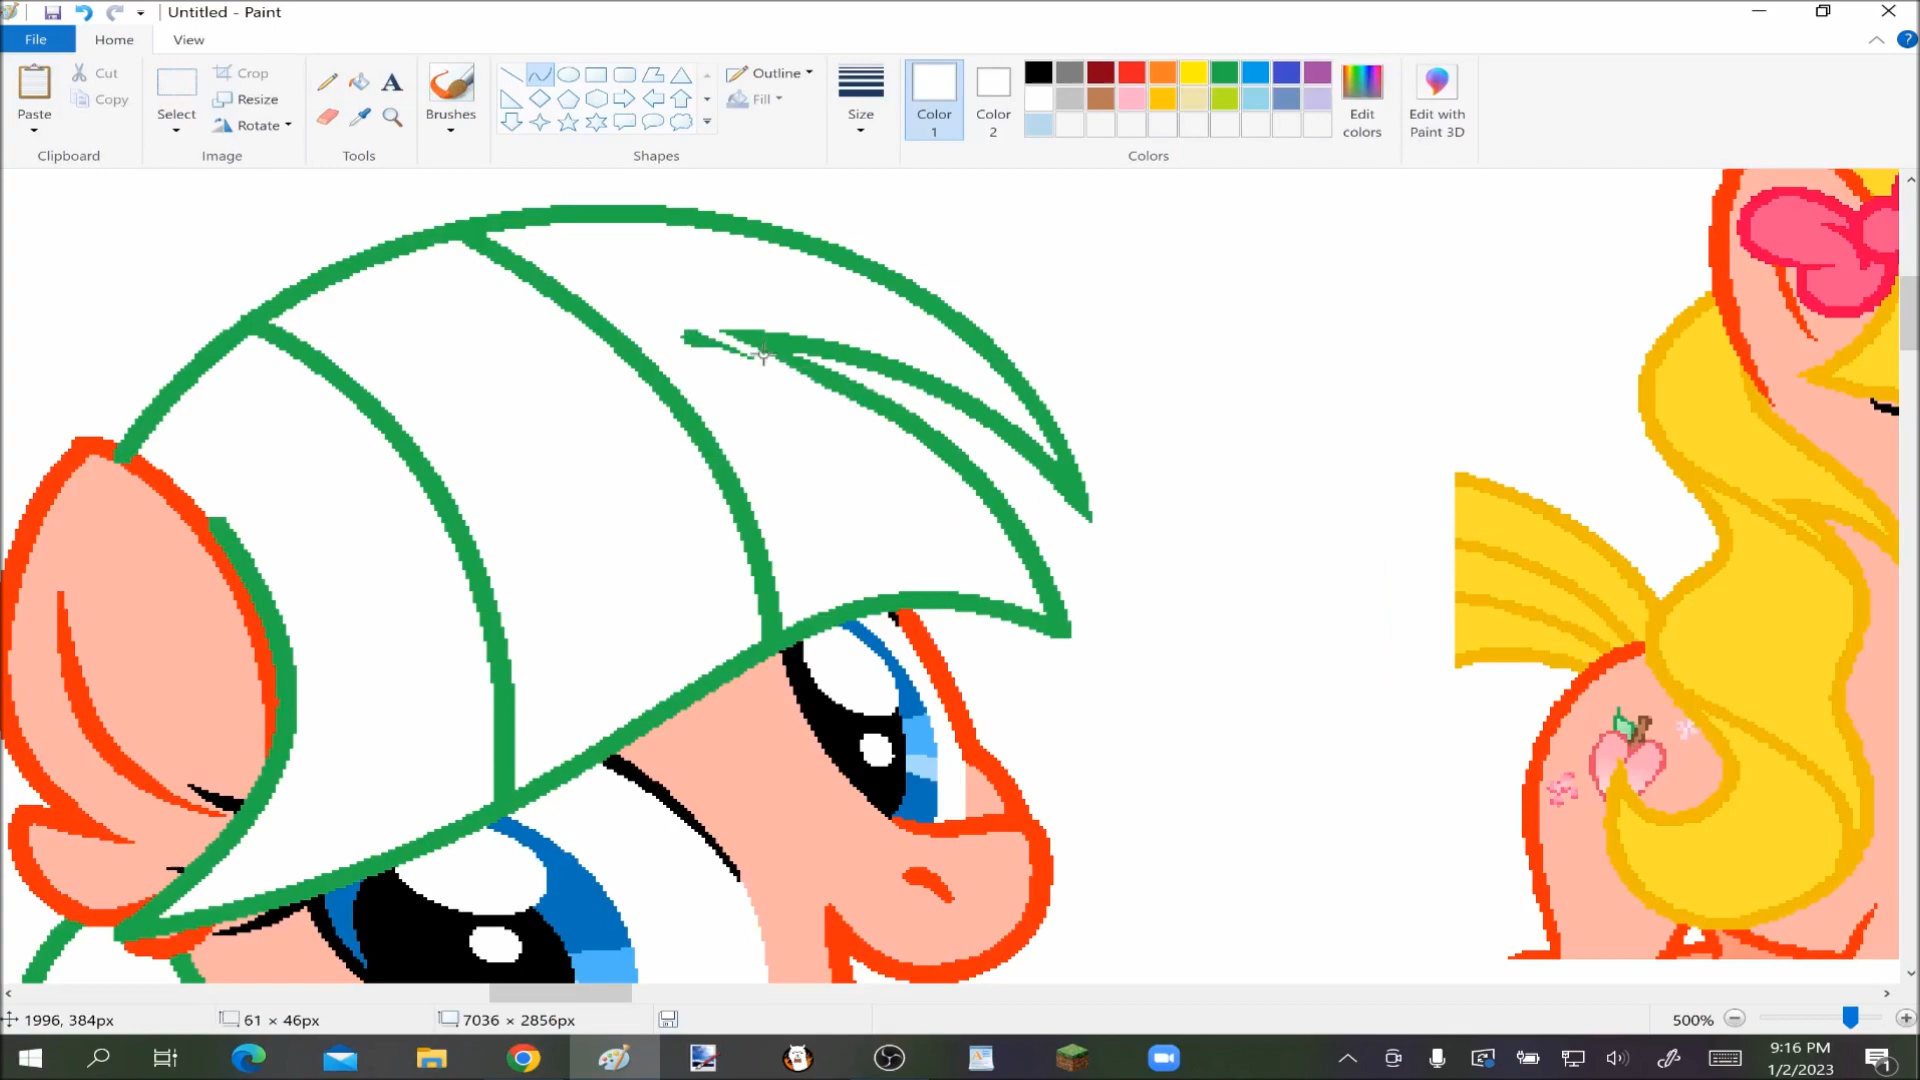 Untitled - Paint
File
Home
View
Paste
Cut
Copy
Clipboard
Select
Crop
Resize
Rotate
Image
A
Tools
Brushes
Shapes
Outline
Fill
Size
Color 1
Color 2
Colors
Edit colors
Edit with Paint 3D
?
1996, 384px
61 × 46px
7036 × 2856px
500%
9:16 PM
1/2/2023
1